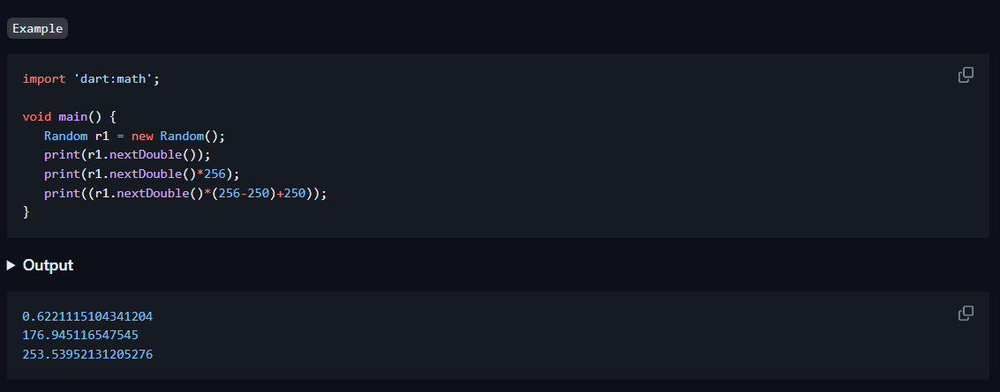 Example
import 'dart:math';
void main() {
   Random r1 = new Random();
   print(r1.nextDouble());
   print(r1.nextDouble()*256);
   print((r1.nextDouble()*(256-250)+250));
}
Output
0.6221115104341204
176.945116547545
253.53952131205276